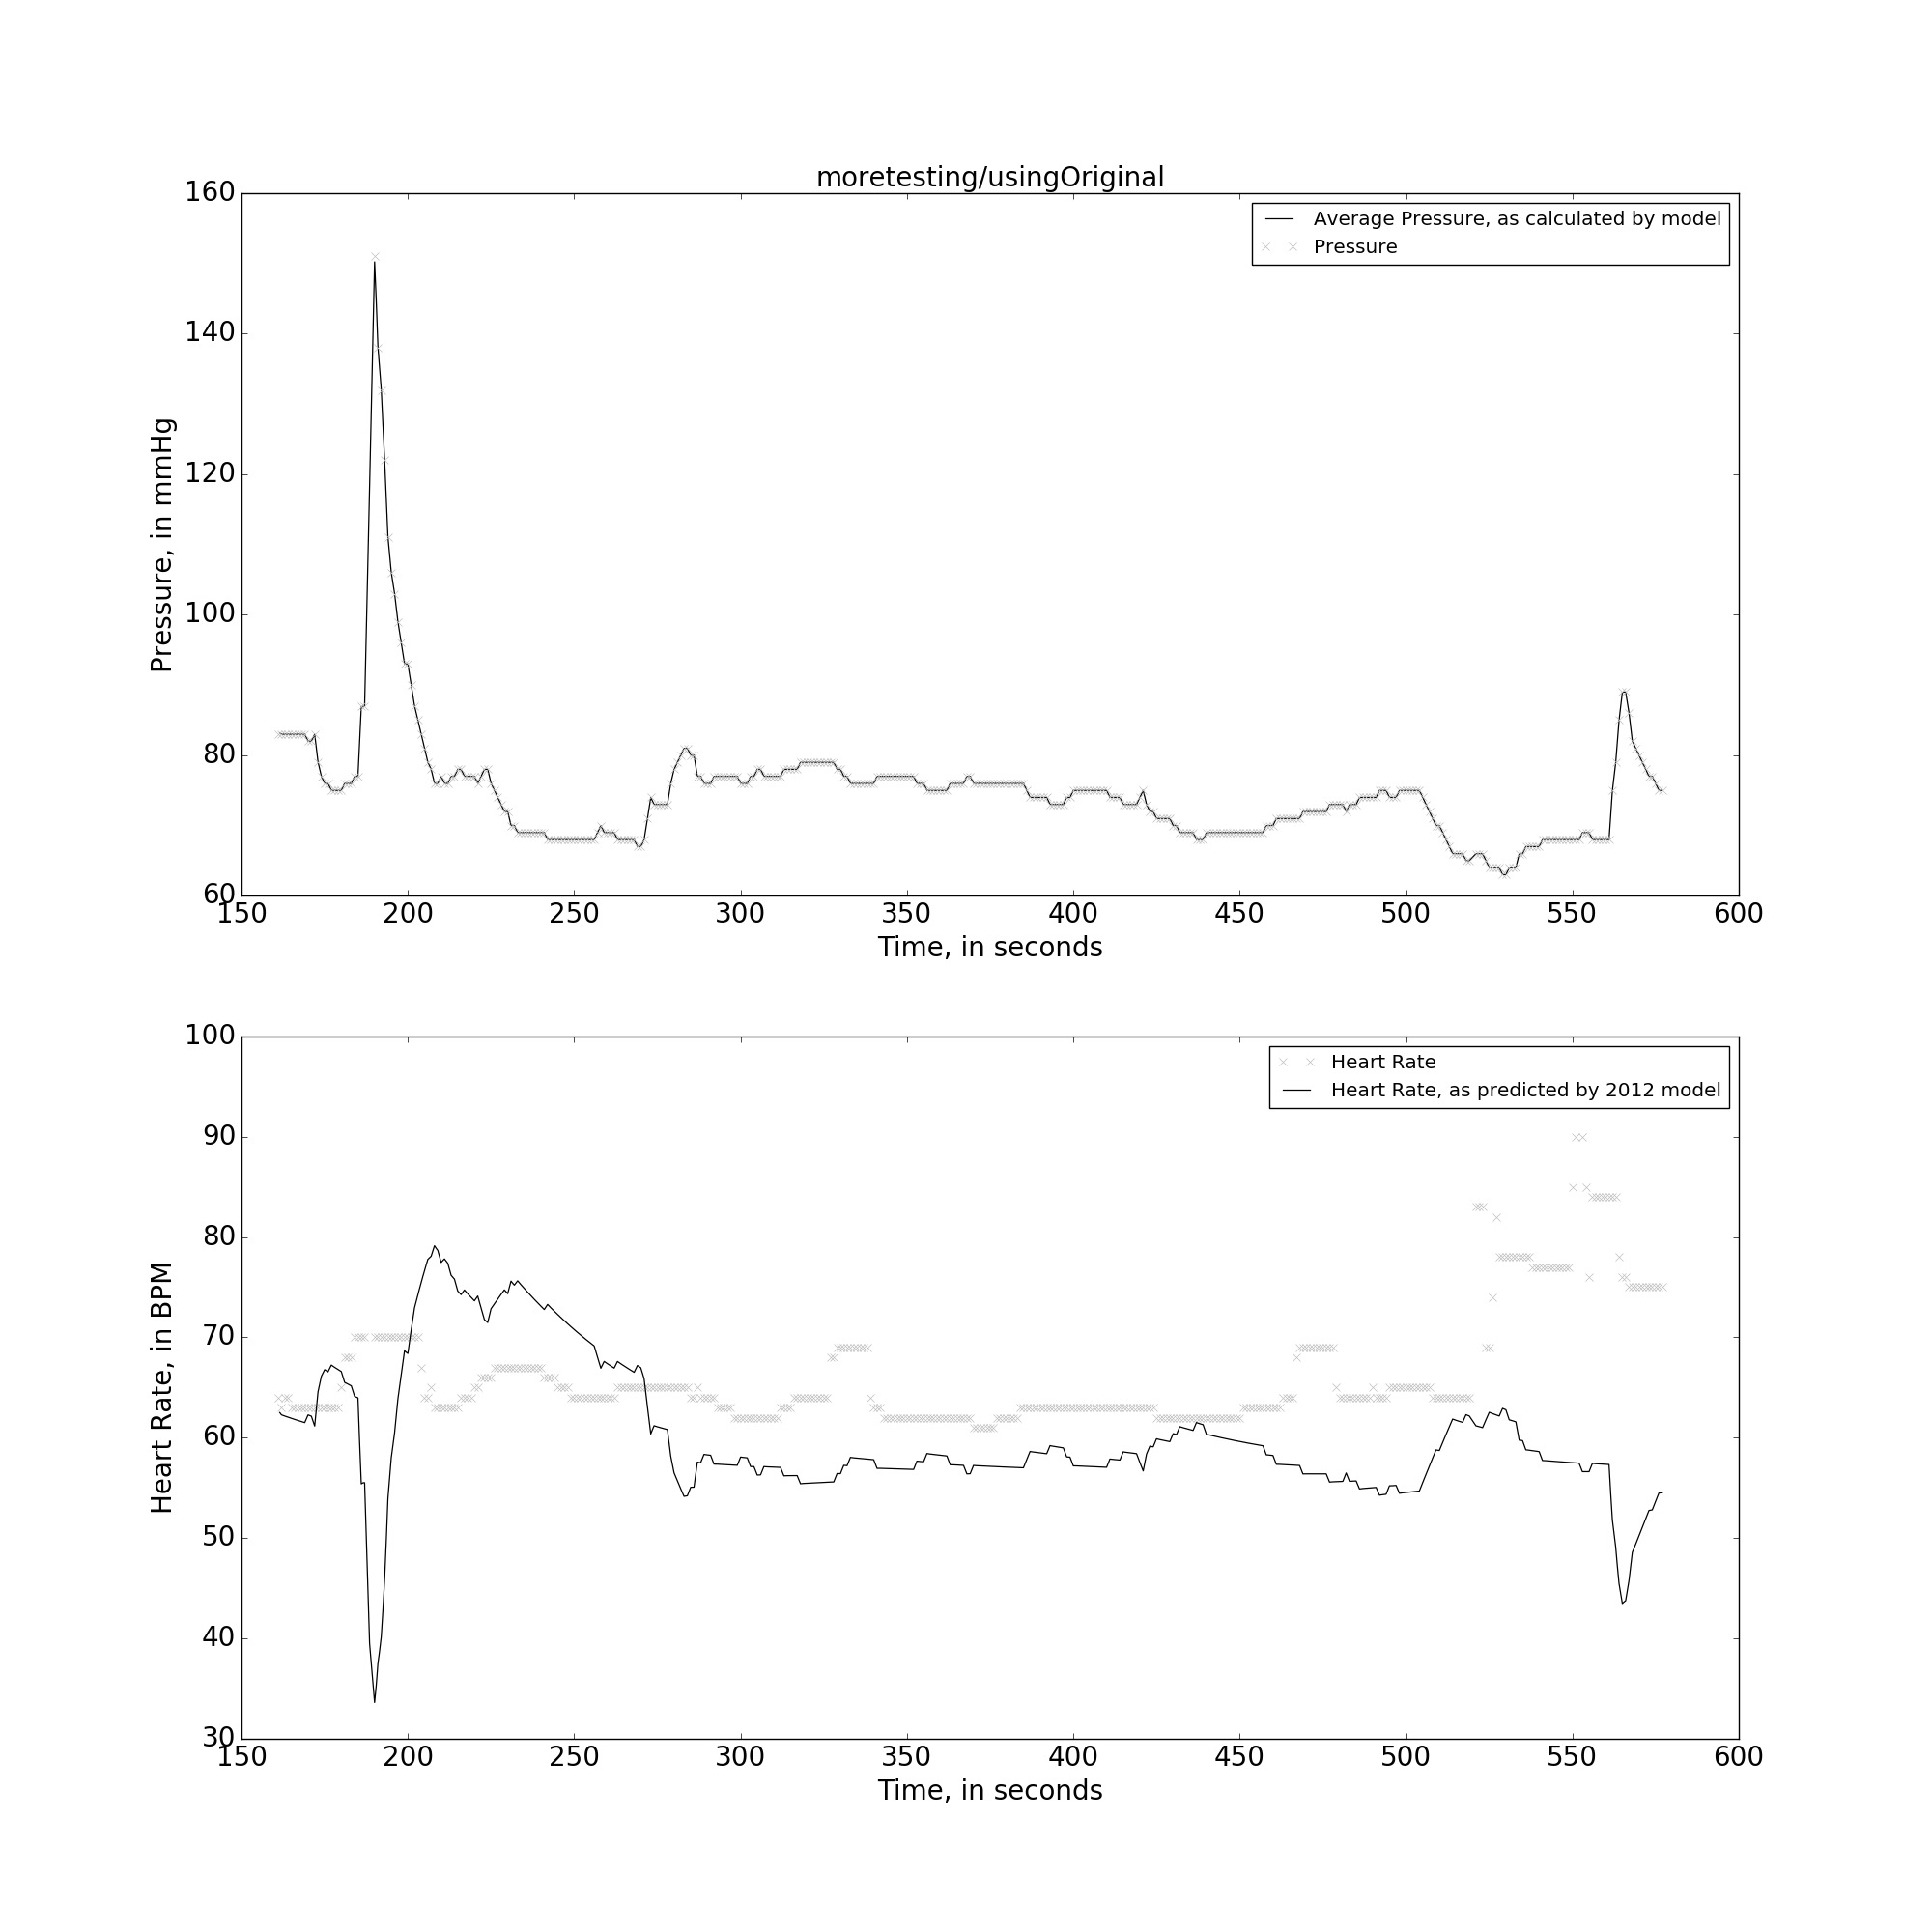 moretesting/usingOriginal
160
140
120
100
80
60
Pressure, in mmHg
Average Pressure, as calculated by model
Pressure
150 200 250 300 350 400 450 500 550 600
Time, in seconds
100
90
80
70
60
50
40
30
Heart Rate, in BPM
Heart Rate
Heart Rate, as predicted by 2012 model
150 200 250 300 350 400 450 500 550 600
Time, in seconds